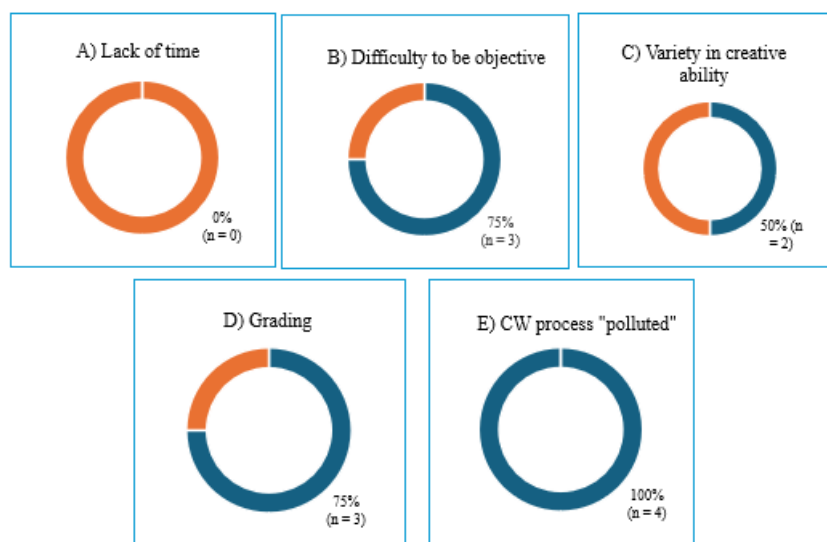 A) Lack of time
0%
(n = 0)
B) Difficulty to be objective
75%
(n = 3)
C) Variety in creative
ability
50% (n
= 2)
D) Grading
75%
(n = 3)
E) CW process "polluted"
100%
(n = 4)